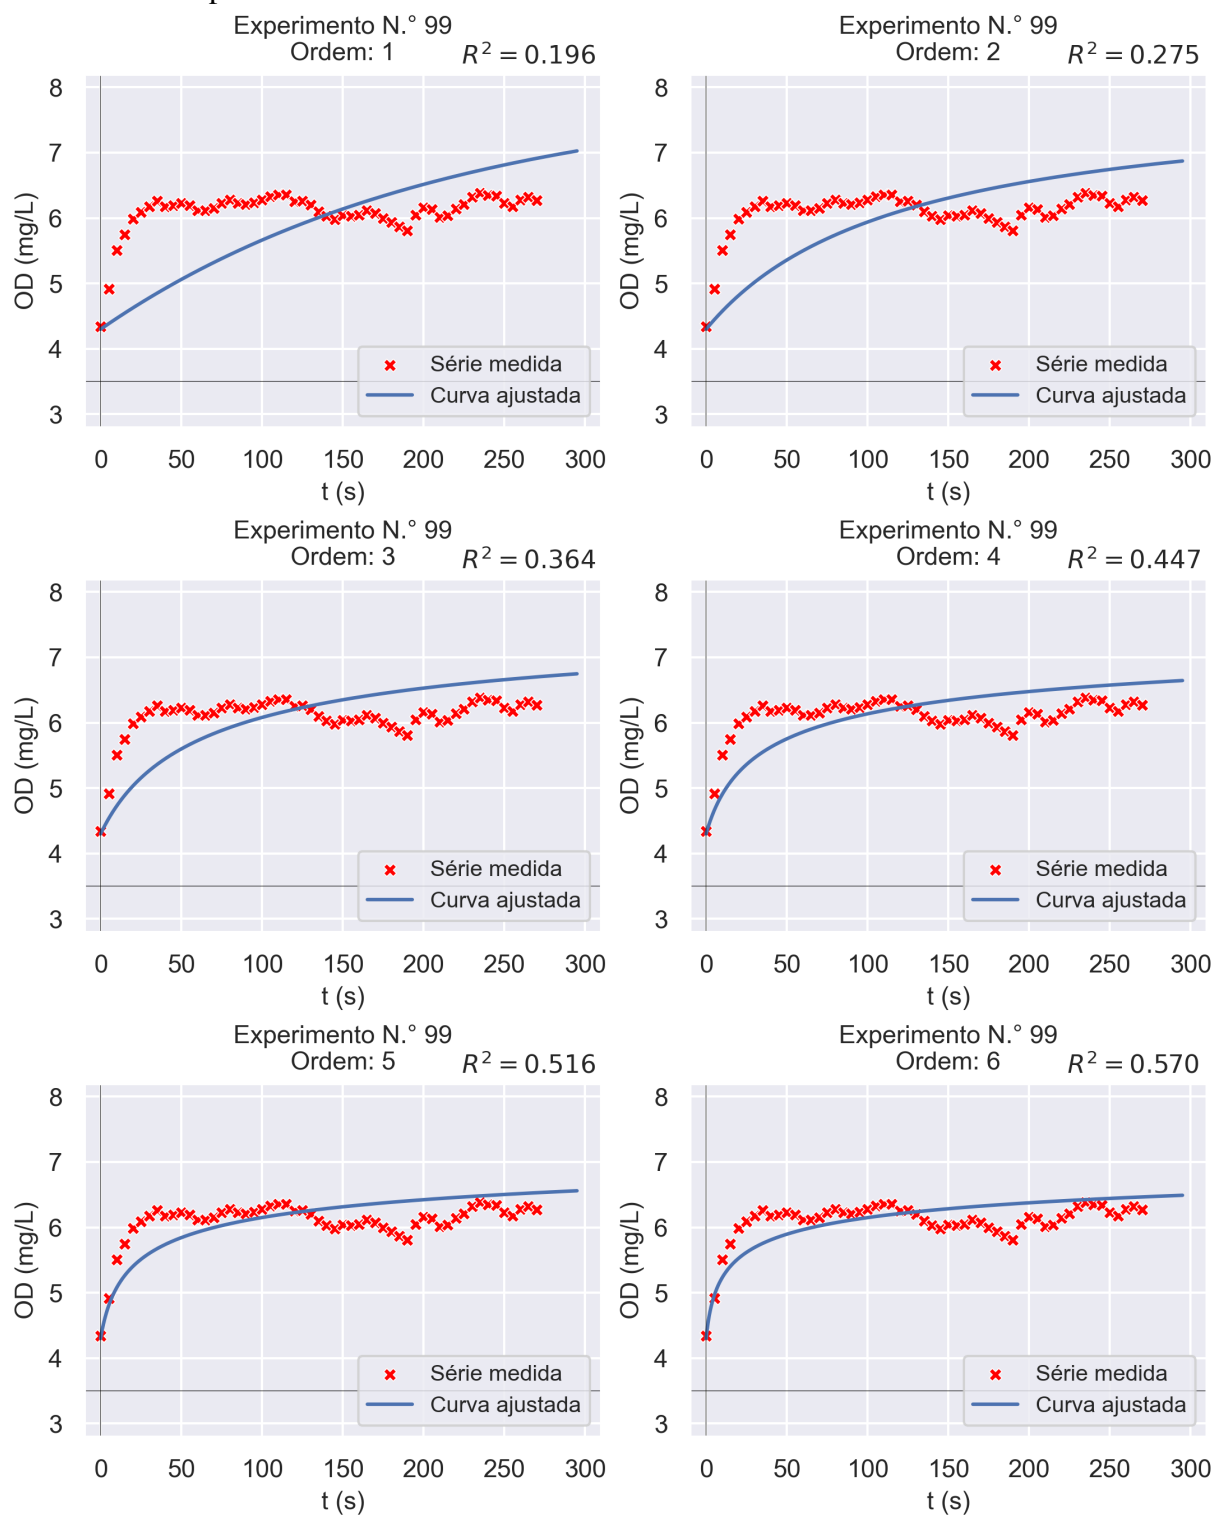 Experimento N.° 99
Ordem: 1
R² = 0.196
8
7
6
5
4
3
OD (mg/L)
Série medida
Curva ajustada
0 50 100 150 200 250 300
t (s)
Experimento N.° 99
Ordem: 2
R² = 0.275
8
7
6
5
4
3
OD (mg/L)
Série medida
Curva ajustada
0 50 100 150 200 250 300
t (s)
Experimento N.° 99
Ordem: 3
R² = 0.364
8
7
6
5
4
3
OD (mg/L)
Série medida
Curva ajustada
0 50 100 150 200 250 300
t (s)
Experimento N.° 99
Ordem: 4
R² = 0.447
8
7
6
5
4
3
OD (mg/L)
Série medida
Curva ajustada
0 50 100 150 200 250 300
t (s)
Experimento N.° 99
Ordem: 5
R² = 0.516
8
7
6
5
4
3
OD (mg/L)
Série medida
Curva ajustada
0 50 100 150 200 250 300
t (s)
Experimento N.° 99
Ordem: 6
R² = 0.570
8
7
6
5
4
3
OD (mg/L)
Série medida
Curva ajustada
0 50 100 150 200 250 300
t (s)